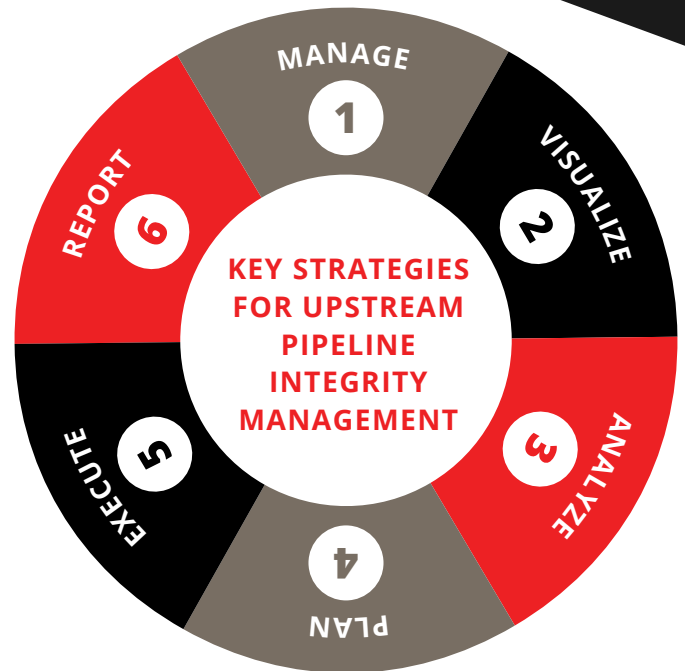 MANAGE
1
VISUALIZE
2
ANALYZE
3
PLAN
4
EXECUTE
5
REPORT
6
KEY STRATEGIES
FOR UPSTREAM
PIPELINE
INTEGRITY
MANAGEMENT